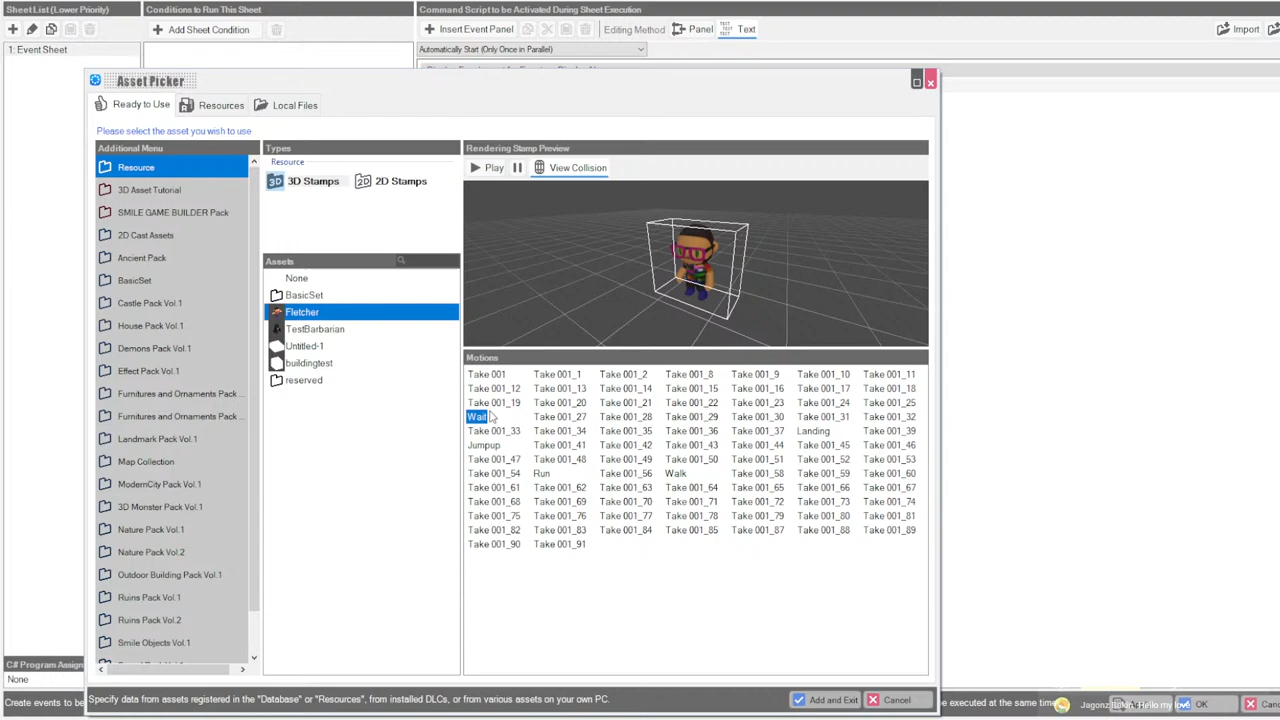 Sheet List (Lower Priority)
Conditions to Run This Sheet
Command Script to be Activated During Sheet Execution
Add Sheet Condition
Insert Event Panel
Editing Method
Panel
Text
Import
1: Event Sheet
Automatically Start (Only Once in Parallel)
Asset Picker
Ready to Use
Resources
Local Files
Please select the asset you wish to use
Additional Menu
Resource
3D Asset Tutorial
SMILE GAME BUILDER Pack
2D Cast Assets
Ancient Pack
BasicSet
Castle Pack Vol.1
House Pack Vol.1
Demons Pack Vol.1
Effect Pack Vol.1
Furnitures and Ornaments Pack ...
Furnitures and Ornaments Pack ...
Landmark Pack Vol.1
Map Collection
ModernCity Pack Vol.1
3D Monster Pack Vol.1
Nature Pack Vol.1
Nature Pack Vol.2
Outdoor Building Pack Vol.1
Ruins Pack Vol.1
Ruins Pack Vol.2
Smile Objects Vol.1
Types
Resource
3D Stamps
2D Stamps
Assets
None
BasicSet
Fletcher
TestBarbarian
Untitled-1
buildingtest
reserved
Rendering Stamp Preview
Play
View Collision
Motions
Take 001 Take 001_1 Take 001_2 Take 001_8 Take 001_9 Take 001_10 Take 001_11
Take 001_12 Take 001_13 Take 001_14 Take 001_15 Take 001_16 Take 001_17 Take 001_18
Take 001_19 Take 001_20 Take 001_21 Take 001_22 Take 001_23 Take 001_24 Take 001_25
Wait Take 001_27 Take 001_28 Take 001_29 Take 001_30 Take 001_31 Take 001_32
Take 001_33 Take 001_34 Take 001_35 Take 001_36 Take 001_37 Landing Take 001_39
Jumpup Take 001_41 Take 001_42 Take 001_43 Take 001_44 Take 001_45 Take 001_46
Take 001_47 Take 001_48 Take 001_49 Take 001_50 Take 001_51 Take 001_52 Take 001_53
Take 001_54 Run Take 001_56 Walk Take 001_58 Take 001_59 Take 001_60
Take 001_61 Take 001_62 Take 001_63 Take 001_64 Take 001_65 Take 001_66 Take 001_67
Take 001_68 Take 001_69 Take 001_70 Take 001_71 Take 001_72 Take 001_73 Take 001_74
Take 001_75 Take 001_76 Take 001_77 Take 001_78 Take 001_79 Take 001_80 Take 001_81
Take 001_82 Take 001_83 Take 001_84 Take 001_85 Take 001_87 Take 001_88 Take 001_89
Take 001_90 Take 001_91
C# Program Assign
None
Specify data from assets registered in the "Database" or "Resources", from installed DLCs, or from various assets on your own PC.
Add and Exit
Cancel
Create events to be
be executed at the same time
Hello my love
OK
Canc